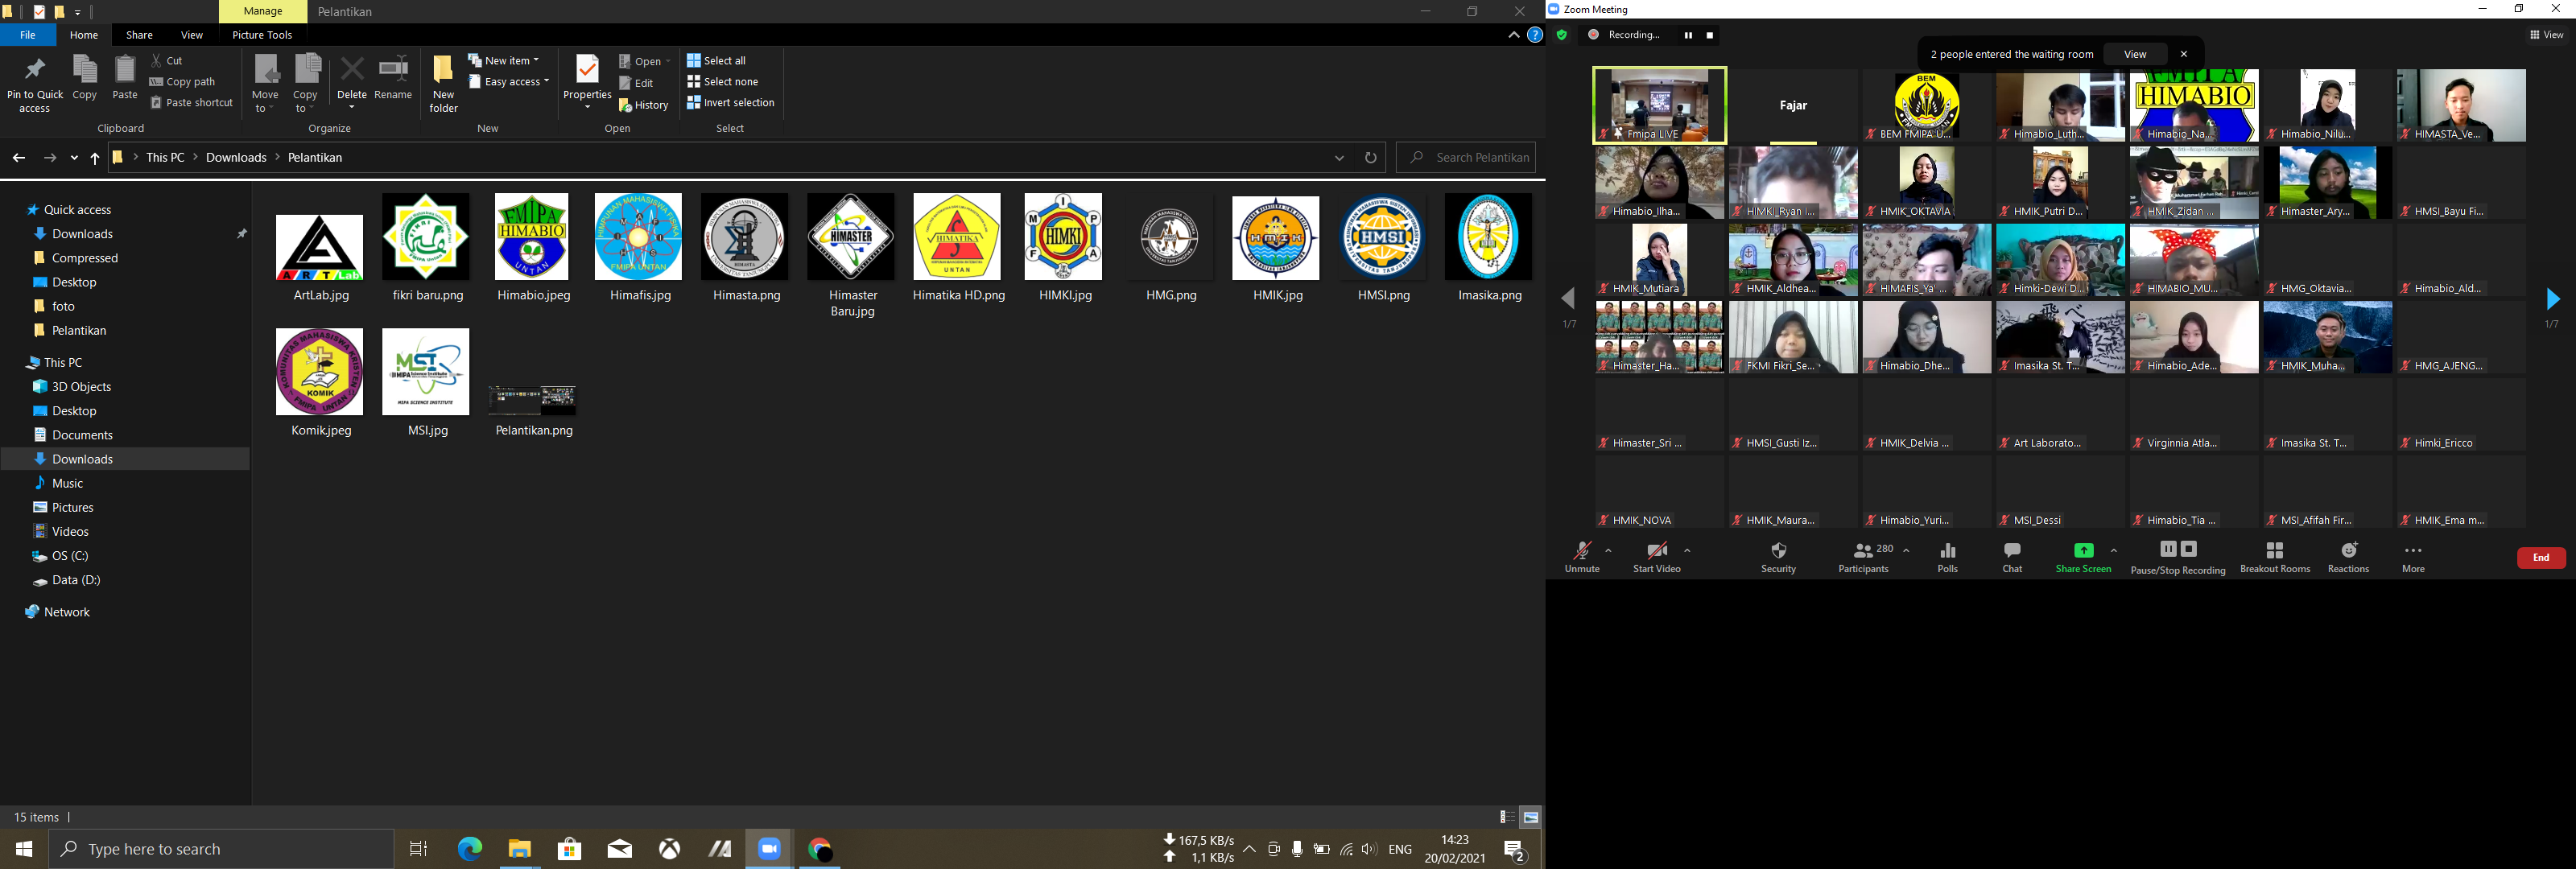 Manage
Pelantikan
File
Home
Share
View
Picture Tools
Pin to Quick access
Copy
Paste
Cut
Copy path
Paste shortcut
Clipboard
Move to
Copy to
Delete
Rename
Organize
New folder
New item
Easy access
New
Properties
Open
Edit
History
Open
Select all
Select none
Invert selection
Select
This PC > Downloads > Pelantikan
Search Pelantikan
Quick access
Downloads
Compressed
Desktop
foto
Pelantikan
This PC
3D Objects
Desktop
Documents
Downloads
Music
Pictures
Videos
OS (C:)
Data (D:)
Network
ArtLab.jpg
fikri baru.png
Himabio.jpeg
Himafis.jpg
Himasta.png
Himaster Baru.jpg
Himatika HD.png
HIMKI.jpg
HMG.png
HMIK.jpg
HMSI.png
Imasika.png
Komik.jpeg
MSI.jpg
Pelantikan.png
15 items
Type here to search
167,5 KB/s
1,1 KB/s
ENG
14:23
20/02/2021
2
Zoom Meeting
Recording...
View
2 people entered the waiting room
View
Fmipa LIVE
Fajar
BEM FMIPA U...
Himabio_Luth...
Himabio_Na...
Himabio_Nilu...
HIMASTA_Ve...
Himabio_Ilha...
HIMKI_Ryan I...
HMIK_OKTAVIA
HMIK_Putri D...
HMIK_Zidan ...
Himaster_Ary...
HMSI_Bayu Fi...
HMIK_Mutiara
HMIK_Aldhea...
HIMAFIS_Ya' ...
Himki-Dewi D...
HIMABIO_MU...
HMG_Oktavia...
Himabio_Ald...
Himaster_Ha...
FKMI Fikri_Se...
Himabio_Dhe...
Imasika St. T...
Himabio_Ade...
HMIK_Muha...
HMG_AJENG...
Himaster_Sri ...
HMSI_Gusti Iz...
HMIK_Delvia ...
Art Laborato...
Virginnia Atla...
Imasika St. T...
Himki_Ericco
HMIK_NOVA
HMIK_Maura...
Himabio_Yuri...
MSI_Dessi
Himabio_Tia ...
MSI_Afifah Fir...
HMIK_Ema m...
1/7
1/7
Unmute
Start Video
Security
Participants
280
Polls
Chat
Share Screen
Pause/Stop Recording
Breakout Rooms
Reactions
More
End